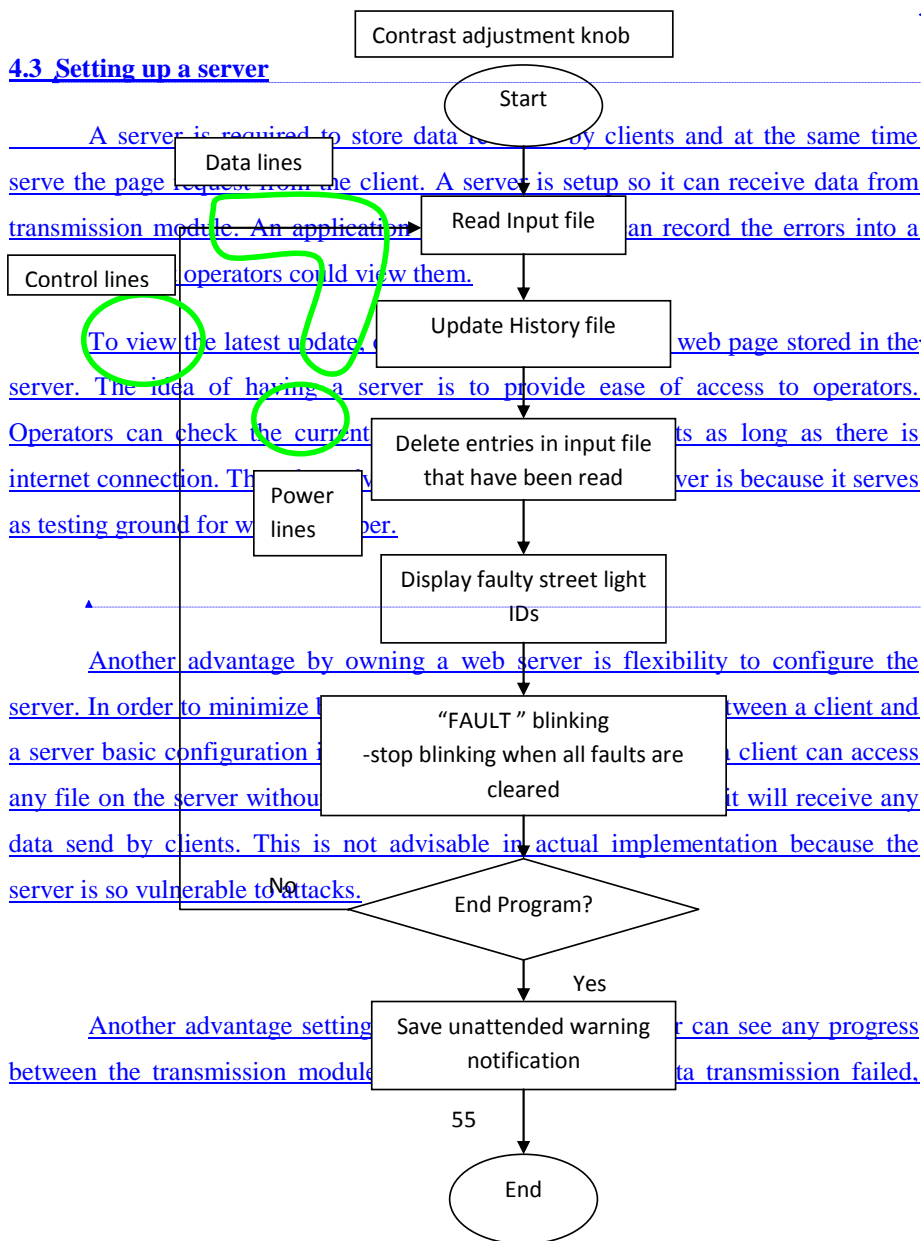 Contrast adjustment knob
4.3 Setting up a server
Start
A server is required to store data by clients and at the same time
Data lines
serve the page request from the client. A server is setup so it can receive data from
transmission module. An application an record the errors into a
Read Input file
Control lines
operators could view them.
Update History file
To view the latest update, web page stored in the
server. The idea of having a server is to provide ease of access to operators.
Operators can check the current ts as long as there is
Delete entries in input file
that have been read
internet connection. The ver is because it serves
Power
lines
as testing ground for w per.
Display faulty street light
IDs
Another advantage by owning a web server is flexibility to configure the
server. In order to minimize tween a client and
"FAULT " blinking
-stop blinking when all faults are
cleared
a server basic configuration client can access
any file on the server withou it will receive any
data send by clients. This is not advisable in actual implementation because the
server is so vulnerable to attacks.
No
End Program?
Yes
Another advantage setting r can see any progress
Save unattended warning
notification
between the transmission module ta transmission failed,
55
End